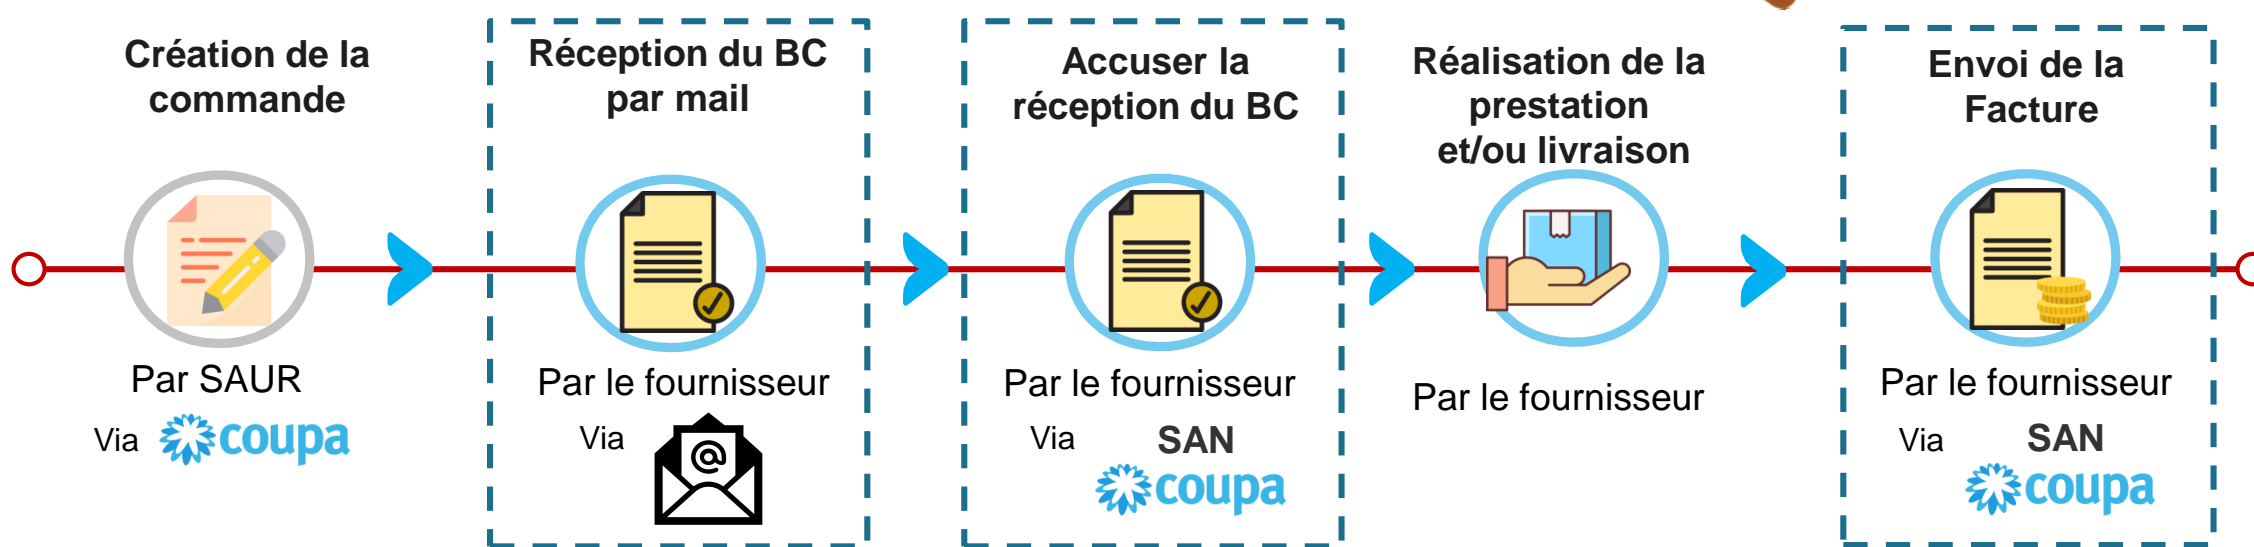 Création de la
commande
Par SAUR
Via coupa
Réception du BC
par mail
Par le fournisseur
Via @
Accuser la
réception du BC
Par le fournisseur
Via SAN
coupa
Réalisation de la
prestation
et/ou livraison
Par le fournisseur
Envoi de la
Facture
Par le fournisseur
Via SAN
coupa